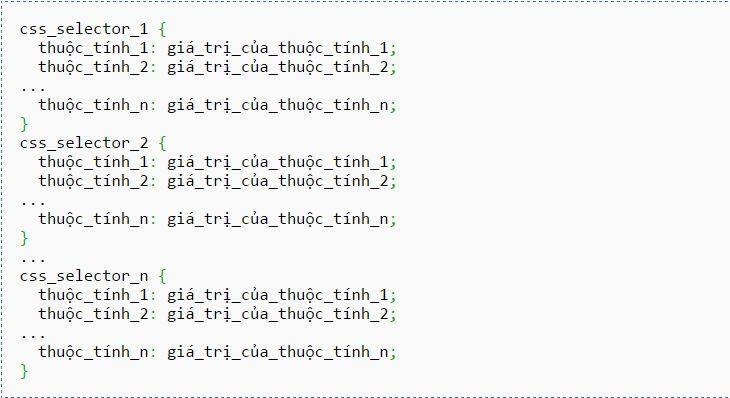 css_selector_1 {
  thuộc_tính_1: giá_trị_của_thuộc_tính_1;
  thuộc_tính_2: giá_trị_của_thuộc_tính_2;
...
  thuộc_tính_n: giá_trị_của_thuộc_tính_n;
}
css_selector_2 {
  thuộc_tính_1: giá_trị_của_thuộc_tính_1;
  thuộc_tính_2: giá_trị_của_thuộc_tính_2;
...
  thuộc_tính_n: giá_trị_của_thuộc_tính_n;
}
...
css_selector_n {
  thuộc_tính_1: giá_trị_của_thuộc_tính_1;
  thuộc_tính_2: giá_trị_của_thuộc_tính_2;
...
  thuộc_tính_n: giá_trị_của_thuộc_tính_n;
}